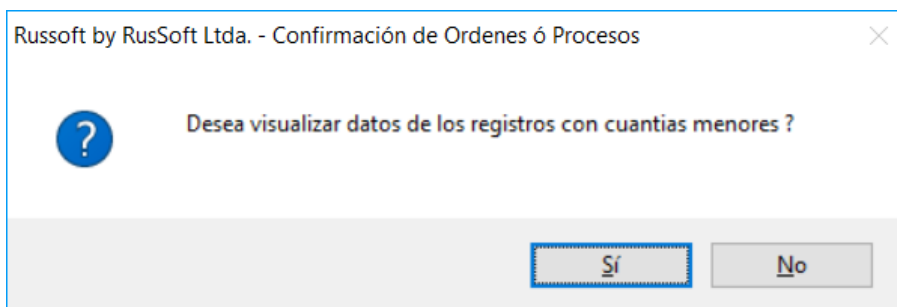 Russoft by RusSoft Ltda. - Confirmación de Ordenes ó Procesos
?
Desea visualizar datos de los registros con cuantias menores ?
Sí
No